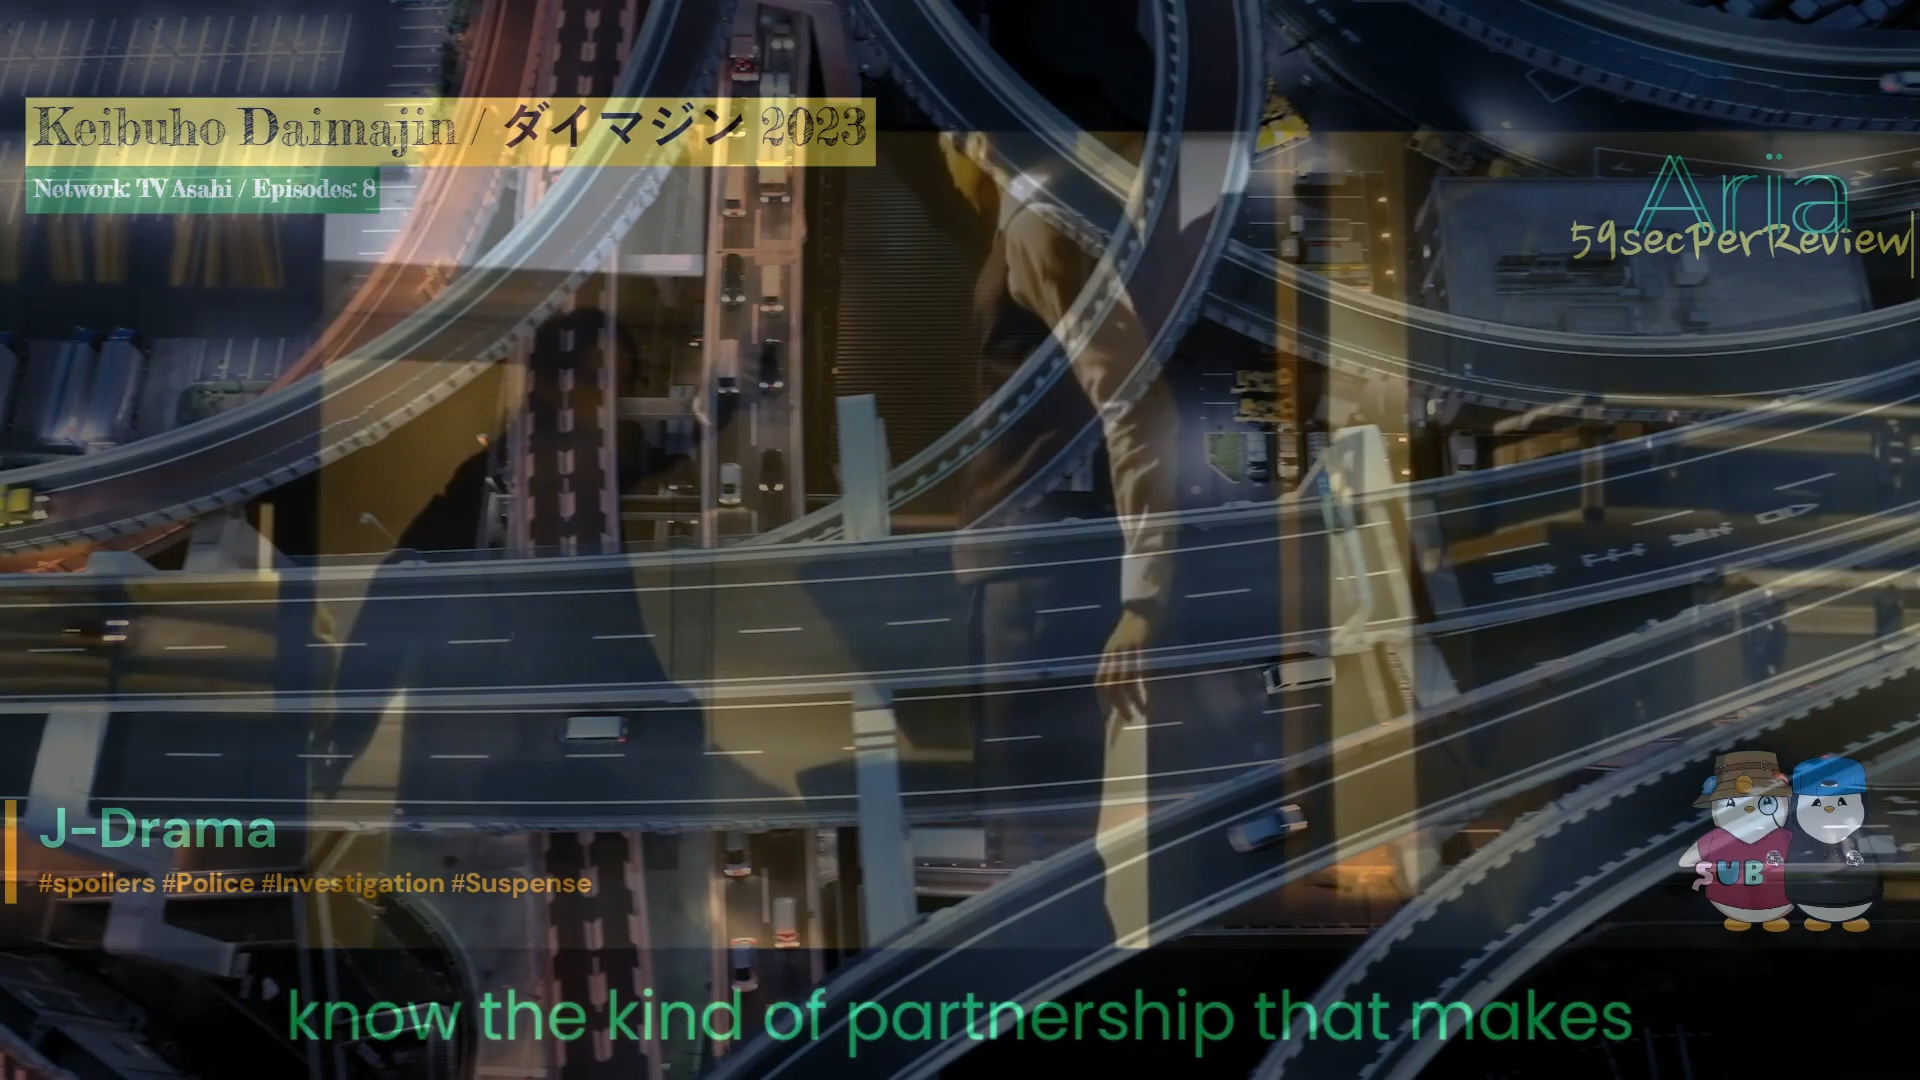 Keibuho Daimajin / ダイマジン 2023
Network: TV Asahi / Episodes: 8
Arïa
59secPerReview
J-Drama
#spoilers #Police #Investigation #Suspense
SUB
know the kind of partnership that makes